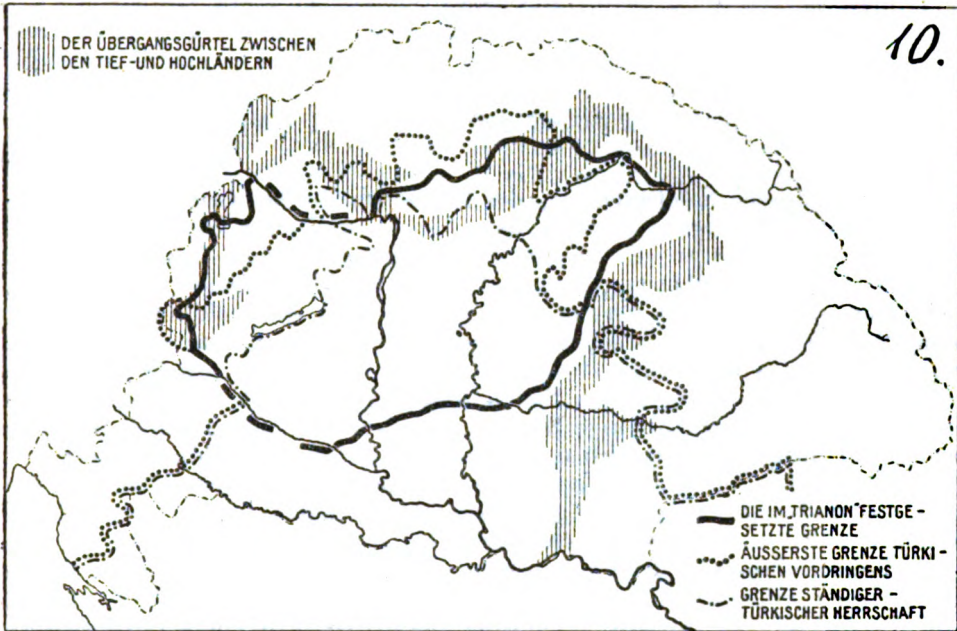 DER ÜBERGANGSGÜRTEL ZWISCHEN
DEN TIEF-UND HOCHLÄNDERN
10.
DIE IM „TRIANON“ FESTGE-
SETZTE GRENZE
ÄUSSERSTE GRENZE TÜRKI-
SCHEN VORDRINGENS
GRENZE STÄNDIGER-
TÜRKISCHER HERRSCHAFT